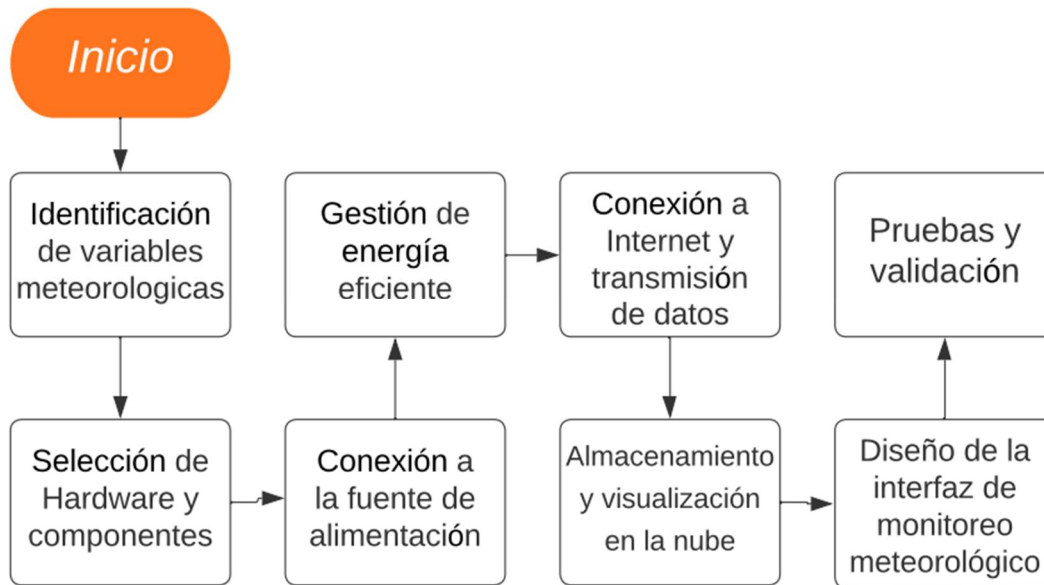 Inicio
Identificación
de variables
meteorologicas
Selección de
Hardware y
componentes
Conexión a
la fuente de
alimentación
Gestión de
energía
eficiente
Conexión a
Internet y
transmisión
de datos
Almacenamiento
y visualización
en la nube
Diseño de la
interfaz de
monitoreo
meteorológico
Pruebas y
validación